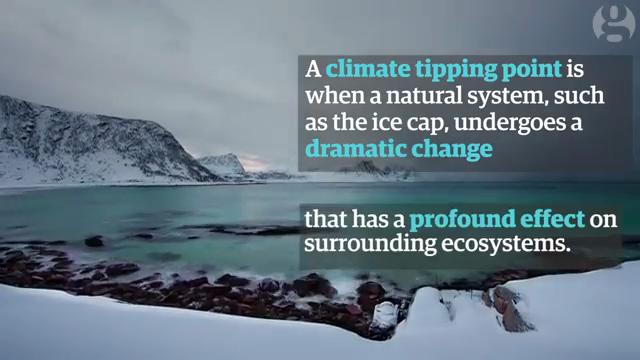 A climate tipping point is
when a natural system, such
as the ice cap, undergoes a
dramatic change
that has a profound effect on
surrounding ecosystems.